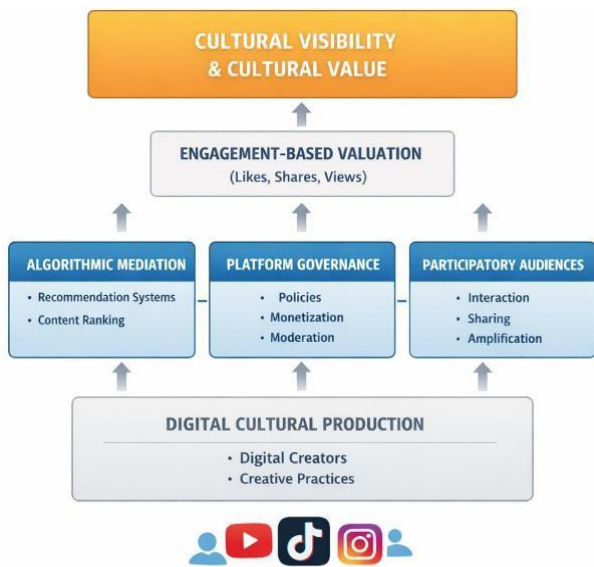 CULTURAL VISIBILITY
& CULTURAL VALUE
ENGAGEMENT-BASED VALUATION
(Likes, Shares, Views)
ALGORITHMIC MEDIATION
• Recommendation Systems
• Content Ranking
PLATFORM GOVERNANCE
• Policies
• Monetization
• Moderation
PARTICIPATORY AUDIENCES
• Interaction
• Sharing
• Amplification
DIGITAL CULTURAL PRODUCTION
• Digital Creators
• Creative Practices